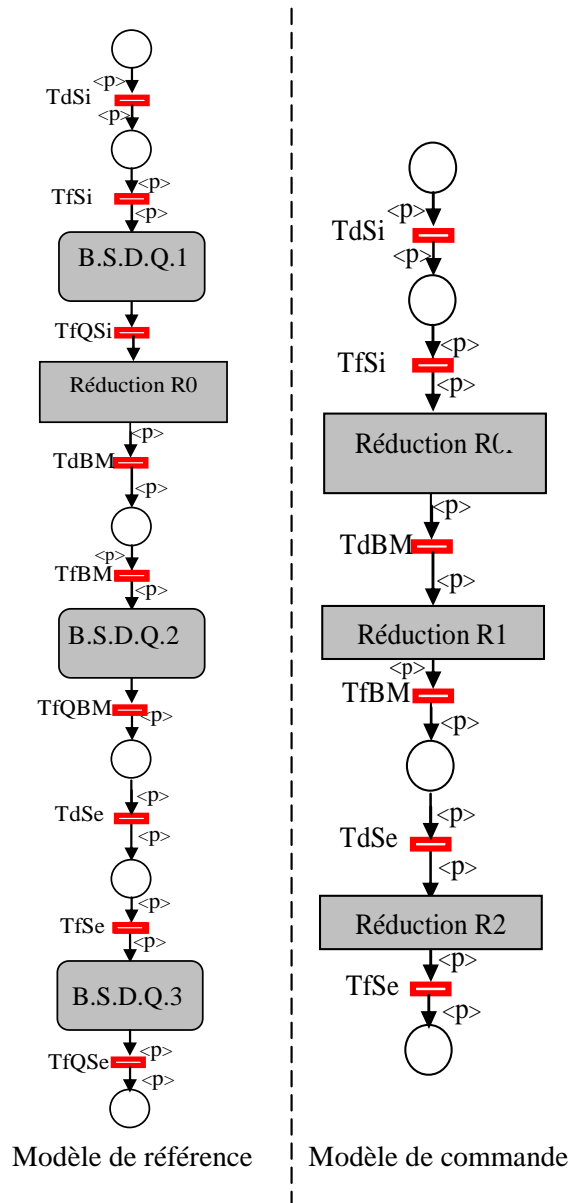 <p>
TdSi
<p>
<p>
TfSi
<p>
B.S.D.Q.1
TfQSi
Réduction R0
<p>
TdBM
<p>
<p>
TfBM
<p>
B.S.D.Q.2
TfQBM
<p>
<p>
TdSe
<p>
<p>
TfSe
<p>
B.S.D.Q.3
<p>
TfQSe
<p>
Modèle de référence
<p>
TdSi
<p>
<p>
TfSi
<p>
Réduction
<p>
TdBM
<p>
Réduction R1
<p>
TfBM
<p>
<p>
TdSe
<p>
Réduction R2
<p>
TfSe
<p>
Modèle de commande